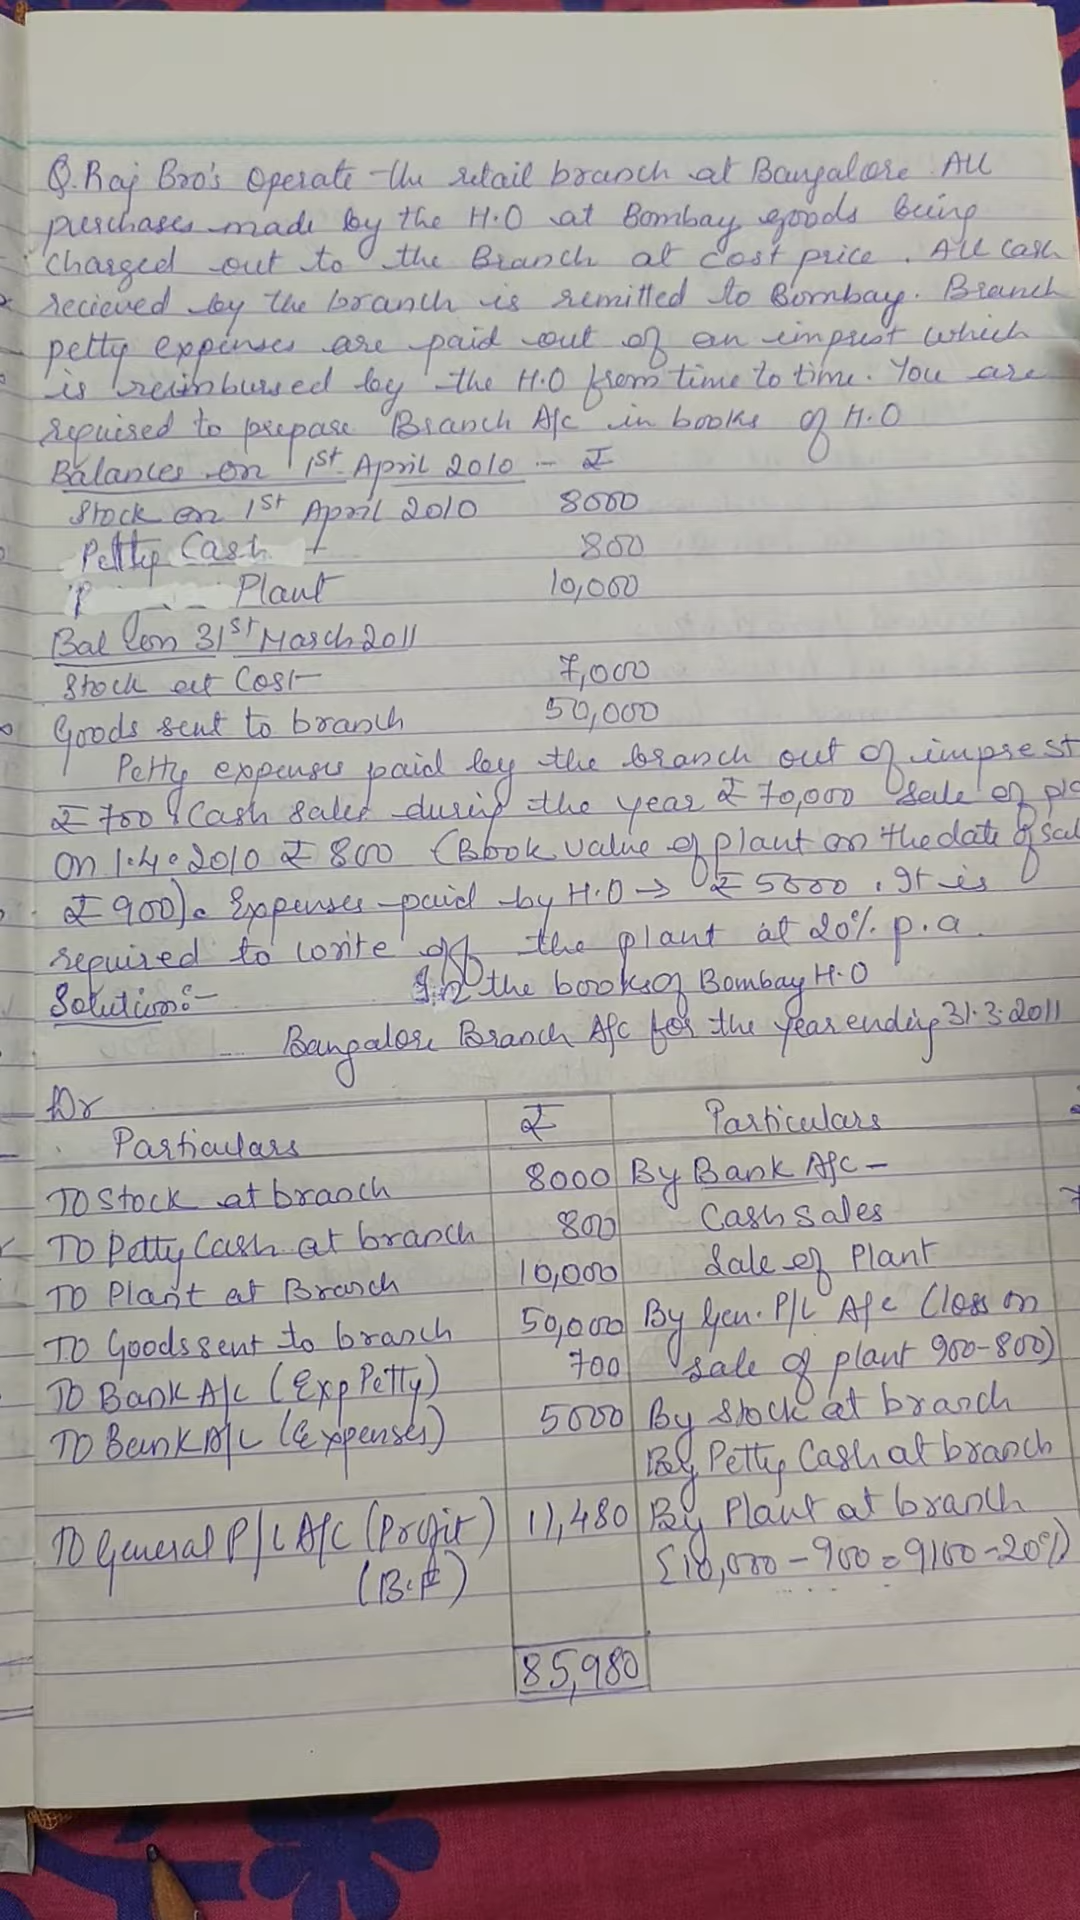 Q. Raj Bro's operate the retail branch at Bangalore. All
purchases made by the H.O at Bombay goods being
charged out to the Branch at cost price. All cash
recieved by the branch is remitted to Bombay. Branch
petty expenses are paid out of an imprest which
is reimbursed by the H.O from time to time. You are
required to prepare Branch A/c in books of H.O
Balances on 1st April 2010 - ₹
Stock on 1st April 2010 8000
Petty Cash 800
Plant 10,000
Bal on 31st March 2011
Stock at Cost 7,000
Goods sent to branch 50,000
Petty expenses paid by the branch out of imprest
₹ 700 Cash sales during the year ₹ 70,000 Sale of
on 1.4.2010 ₹ 800 (Book value of plant on the date of
₹ 900). Expenses paid by H.O → ₹ 5000. It is
required to write off the plant at 20% p.a.
Solution:- In the books of Bombay H.O
Bangalore Branch A/c for the year ending 31.3.2011
Dr
Particulars ₹ Particulars
To Stock at branch 8000 By Bank A/c -
To Petty Cash at branch 800 Cash Sales
To Plant at Branch 10,000 Sale of Plant
To Goods sent to branch 50,000 By Gen. P/L A/c (loss on
To Bank A/c (Exp Petty) 700 sale of plant 900-800)
To Bank A/c (Expenses) 5000 By Stock at branch
By Petty Cash at branch
To General P/L A/c (Profit) 11,480 By Plant at branch
(B.F) {10,000 - 900 = 9100 - 20%)
85,980